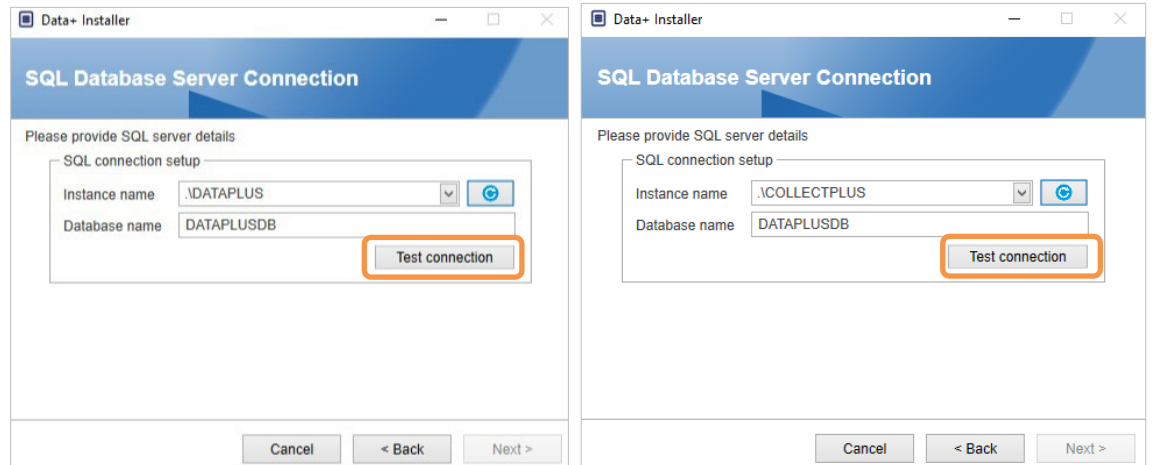 Data+ Installer
SQL Database Server Connection
Please provide SQL server details
SQL connection setup
Instance name .\DATAPLUS
Database name DATAPLUSDB
Test connection
Cancel < Back Next >
Data+ Installer
SQL Database Server Connection
Please provide SQL server details
SQL connection setup
Instance name .\COLLECTPLUS
Database name DATAPLUSDB
Test connection
Cancel < Back Next >